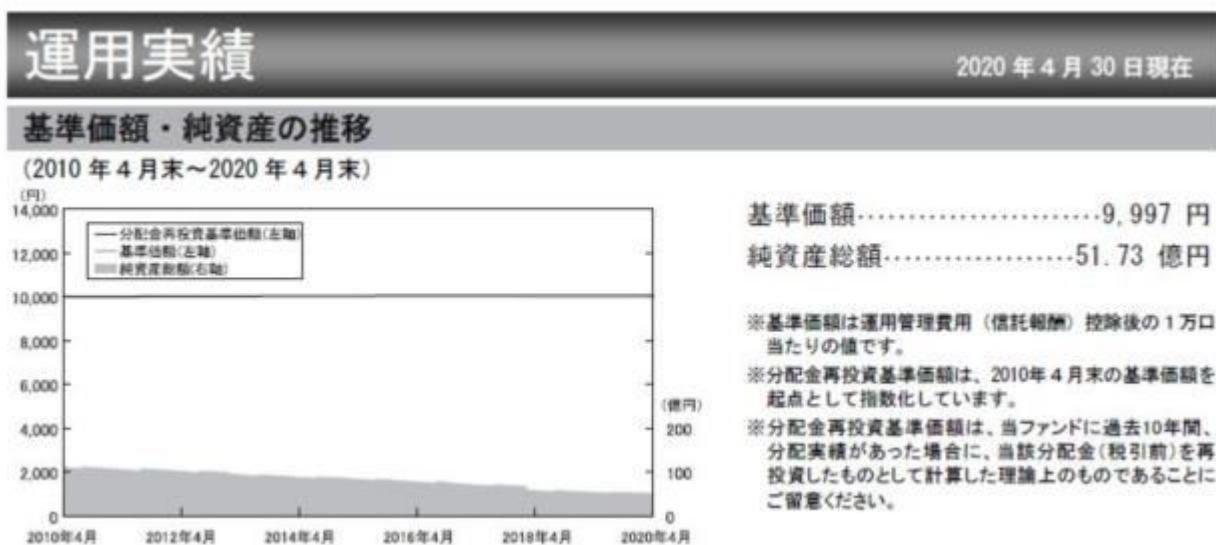 運用実績
2020年4月30日現在
基準価額・純資産の推移
(2010年4月末～2020年4月末)
(円)
14,000
12,000
10,000
8,000
6,000
4,000
2,000
0
分配金再投資基準価額(左軸)
基準価額(左軸)
純資産総額(右軸)
(億円)
200
100
0
2010年4月 2012年4月 2014年4月 2016年4月 2018年4月 2020年4月
基準価額························9,997 円
純資産総額···················51.73 億円
※基準価額は運用管理費用（信託報酬）控除後の1万口
当たりの値です。
※分配金再投資基準価額は、2010年4月末の基準価額を
起点として指数化しています。
※分配金再投資基準価額は、当ファンドに過去10年間、
分配実績があった場合に、当該分配金(税引前)を再
投資したものとして計算した理論上のものであることに
ご留意ください。